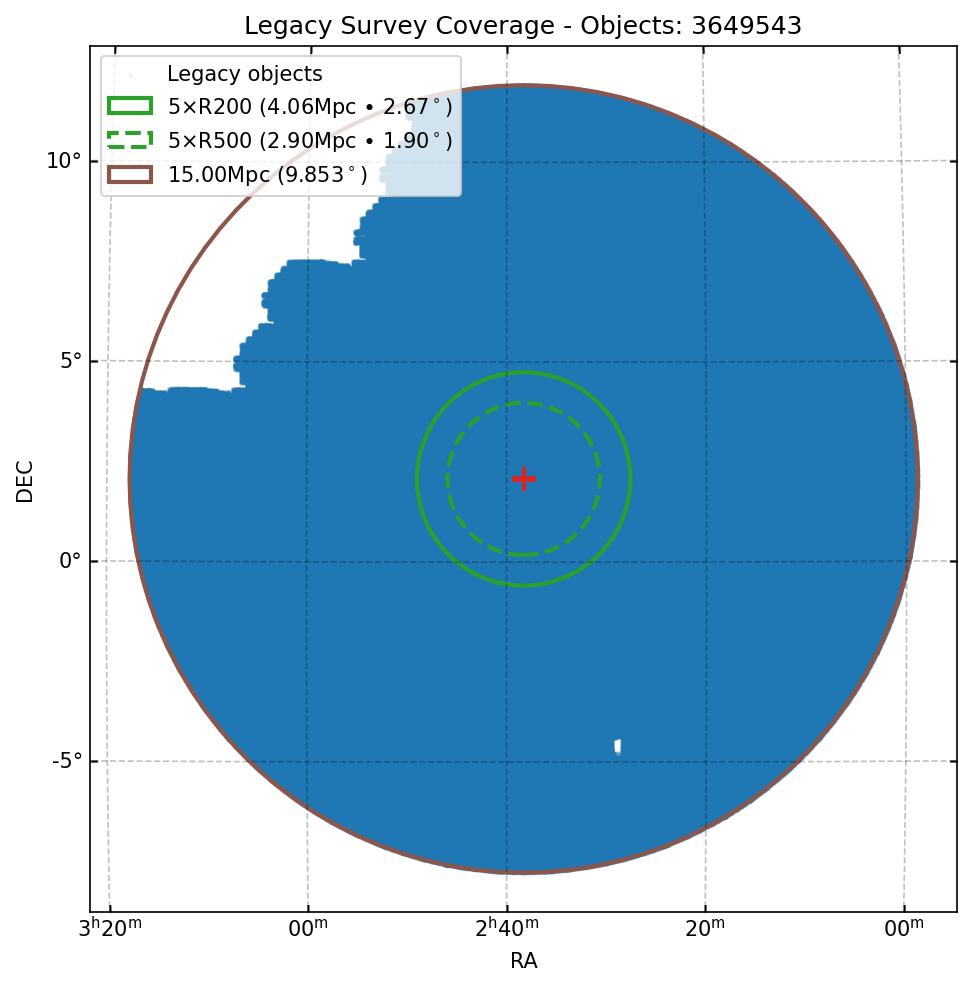 Legacy Survey Coverage - Objects: 3649543
Legacy objects
5×R200 (4.06Mpc • 2.67°)
5×R500 (2.90Mpc • 1.90°)
15.00Mpc (9.853°)
10°
5°
0°
-5°
DEC
3ʰ20ᵐ 00ᵐ 2ʰ40ᵐ 20ᵐ 00ᵐ
RA